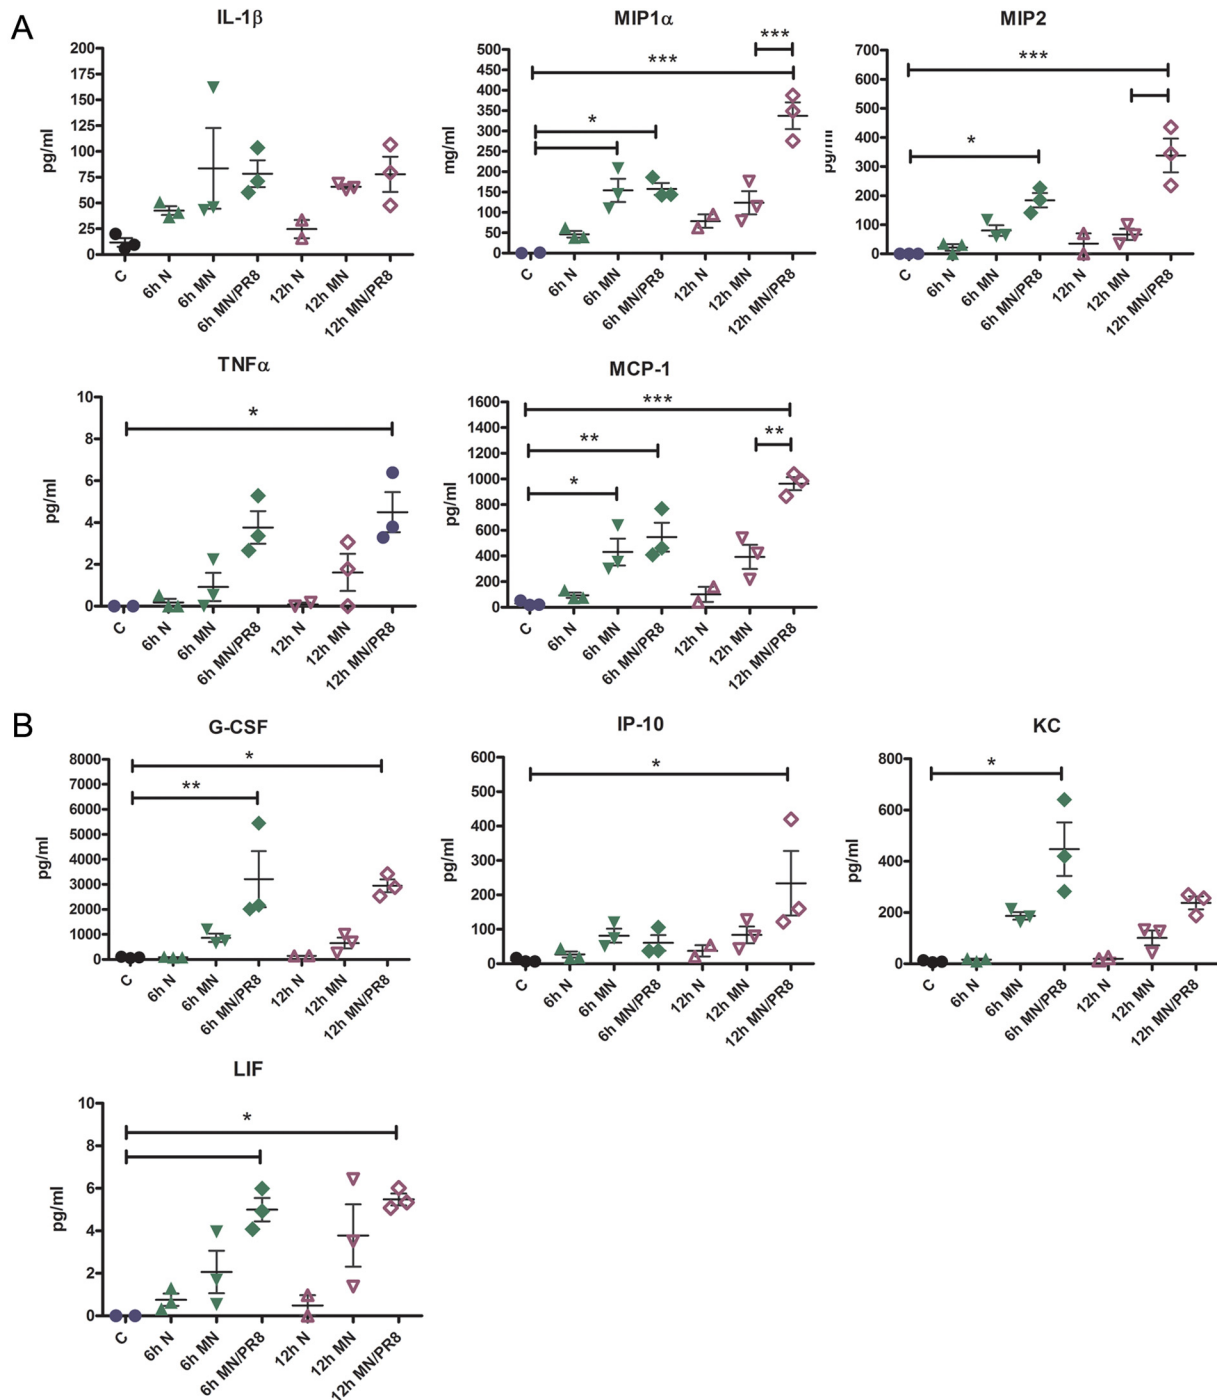 A
IL-1β
pg/ml
200
175
150
125
100
75
50
25
0
C
6h N
6h MN
6h MN/PR8
12h N
12h MN
12h MN/PR8
MIP1α
mg/ml
500
450
400
350
300
250
200
150
100
50
0
***
***
*
C
6h N
6h MN
6h MN/PR8
12h N
12h MN
12h MN/PR8
MIP2
pg/ml
700
600
500
400
300
200
100
0
***
*
C
6h N
6h MN
6h MN/PR8
12h N
12h MN
12h MN/PR8
TNFα
pg/ml
10
8
6
4
2
0
*
C
6h N
6h MN
6h MN/PR8
12h N
12h MN
12h MN/PR8
MCP-1
pg/ml
1600
1400
1200
1000
800
600
400
200
0
***
**
**
*
C
6h N
6h MN
6h MN/PR8
12h N
12h MN
12h MN/PR8
B
G-CSF
pg/ml
8000
7000
6000
5000
4000
3000
2000
1000
0
*
**
C
6h N
6h MN
6h MN/PR8
12h N
12h MN
12h MN/PR8
IP-10
pg/ml
600
500
400
300
200
100
0
*
C
6h N
6h MN
6h MN/PR8
12h N
12h MN
12h MN/PR8
KC
pg/ml
800
600
400
200
0
*
C
6h N
6h MN
6h MN/PR8
12h N
12h MN
12h MN/PR8
LIF
pg/ml
10
8
6
4
2
0
*
C
6h N
6h MN
6h MN/PR8
12h N
12h MN
12h MN/PR8